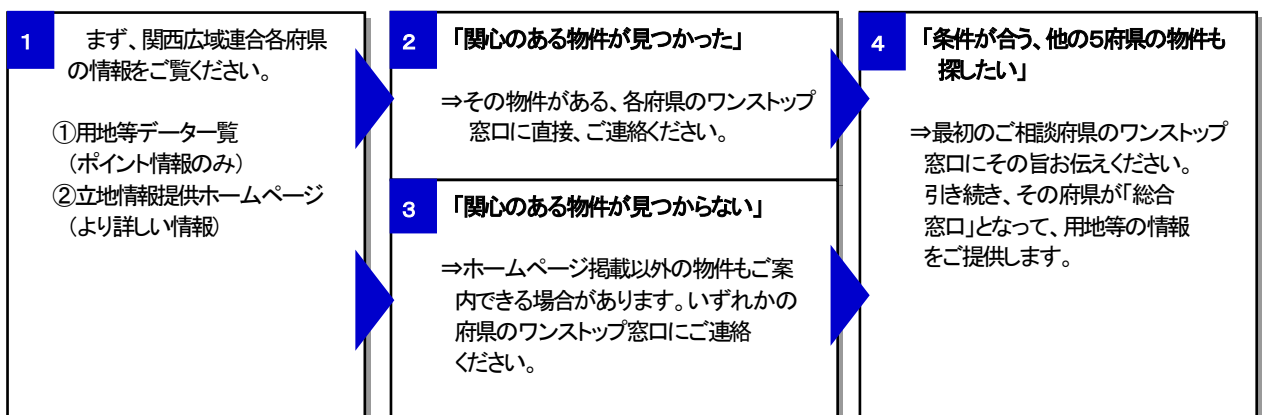 1
まず、関西広域連合各府県
の情報をご覧ください。
①用地等データ一覧
（ポイント情報のみ）
②立地情報提供ホームページ
（より詳しい情報）
2
「関心のある物件が見つかった」
⇒その物件がある、各府県のワンストップ
窓口に直接、ご連絡ください。
3
「関心のある物件が見つからない」
⇒ホームページ掲載以外の物件もご案
内できる場合があります。いずれかの
府県のワンストップ窓口にご連絡
ください。
4
「条件が合う、他の5府県の物件も
探したい」
⇒最初のご相談府県のワンストップ
窓口にその旨お伝えください。
引き続き、その府県が「総合
窓口」となって、用地等の情報
をご提供します。